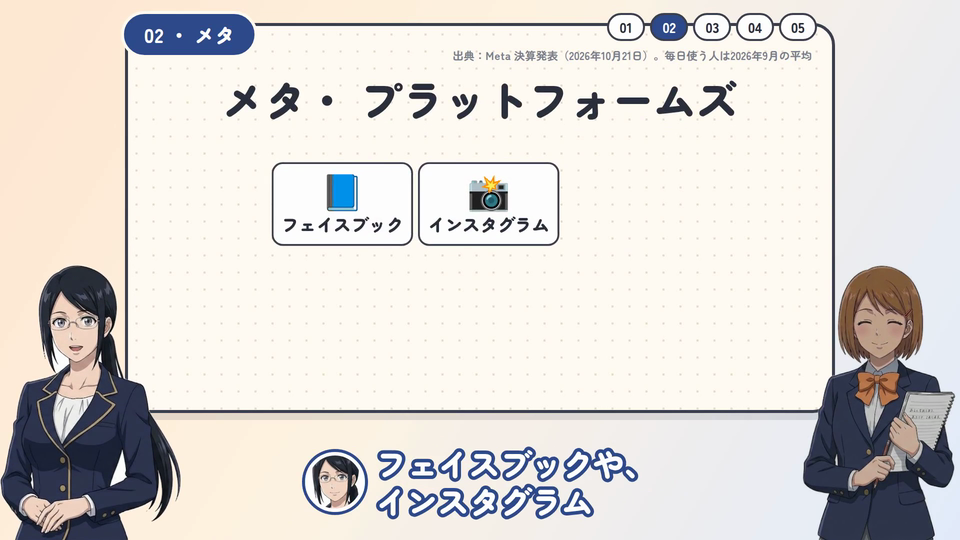 02 ・ メタ
01 02 03 04 05
出典：Meta 決算発表（2026年10月21日）。毎日使う人は2026年9月の平均
メタ・ プラットフォームズ
フェイスブック
インスタグラム
フェイスブックや、
インスタグラム